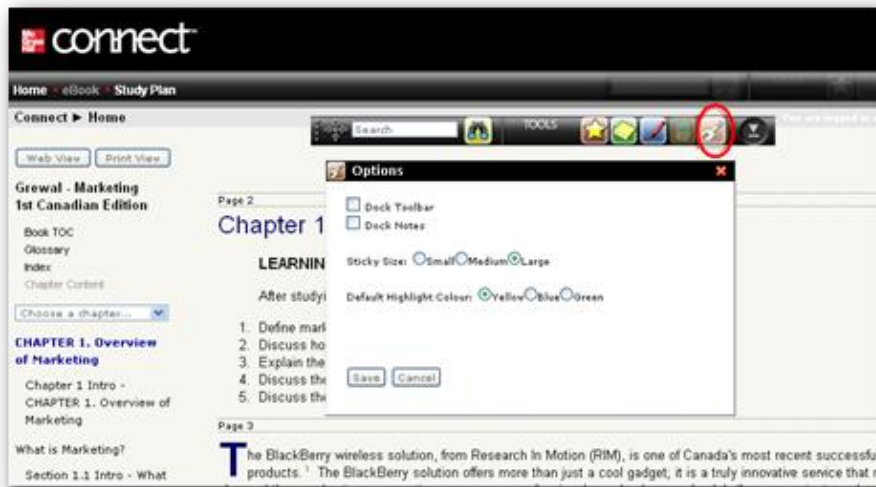 Mc Graw Hill connect
Home • eBook • Study Plan
Connect ► Home
Search
TOOLS
Web View
Print View
Options
Grewal - Marketing
1st Canadian Edition
Book TOC
Glossary
Index
Chapter Content
Choose a chapter...
CHAPTER 1. Overview
of Marketing
Chapter 1 Intro -
CHAPTER 1. Overview of
Marketing
What is Marketing?
Section 1.1 Intro - What
Dock Toolbar
Dock Notes
Sticky Size: Small Medium Large
Default Highlight Colour: Yellow Blue Green
Save Cancel
Page 2
Chapter 1
LEARNIN
After studyi
1. Define mark
2. Discuss ho
3. Explain the
4. Discuss the
5. Discuss the
Page 3
The BlackBerry wireless solution, from Research In Motion (RIM), is one of Canada's most recent successfu
products. 1 The BlackBerry solution offers more than just a cool gadget, it is a truly innovative service that